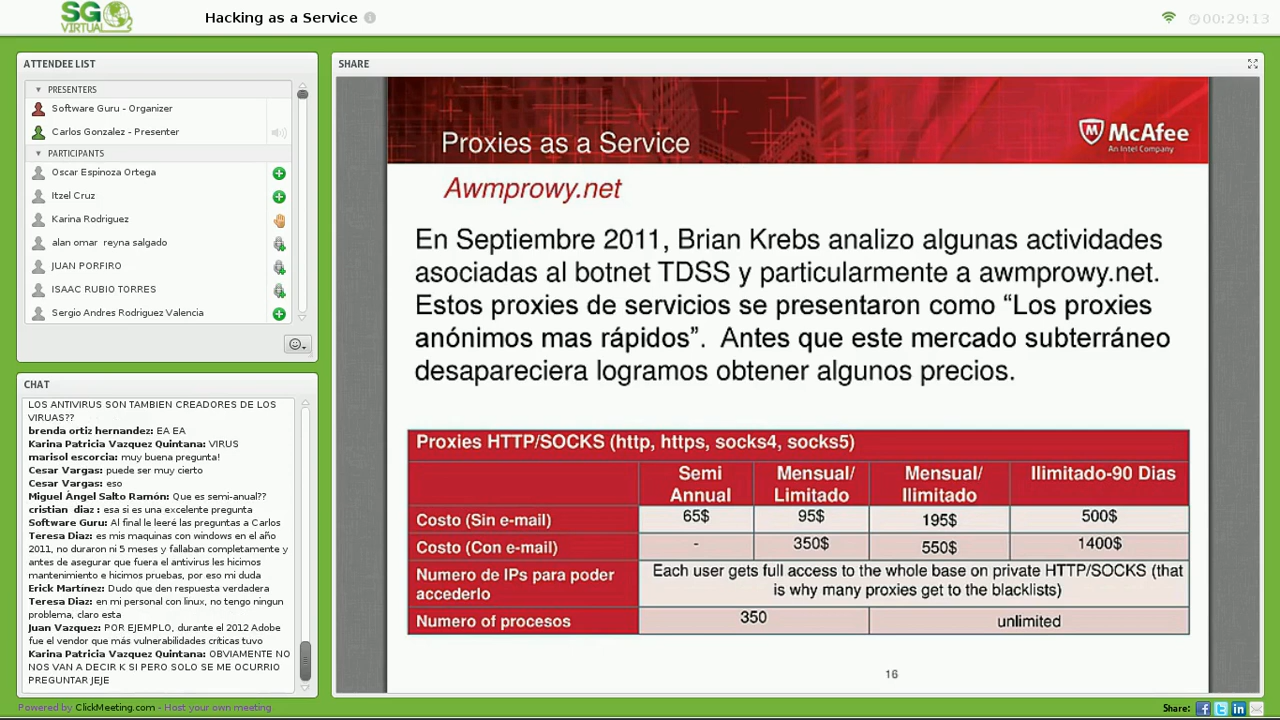 SG
VIRTUAL
Hacking as a Service
00:29:13
ATTENDEE LIST
PRESENTERS
Software Guru - Organizer
Carlos Gonzalez - Presenter
PARTICIPANTS
Oscar Espinoza Ortega
Itzel Cruz
Karina Rodriguez
alan omar reyna salgado
JUAN PORFIRO
ISAAC RUBIO TORRES
Sergio Andres Rodriguez Valencia
CHAT
LOS ANTIVIRUS SON TAMBIEN CREADORES DE LOS
VIRUAS??
brenda ortiz hernandez: EA EA
Karina Patricia Vazquez Quintana: VIRUS
marisol escorcia: muy buena pregunta!
Cesar Vargas: puede ser muy cierto
Cesar Vargas: eso
Miguel Ángel Salto Ramón: Que es semi-anual??
cristian diaz: esa si es una excelente pregunta
Software Guru: Al final le leeré las preguntas a Carlos
Teresa Diaz: es mis maquinas con windows en el año
2011, no duraron ni 5 meses y fallaban completamente y
antes de asegurar que fuera el antivirus les hicimos
mantenimiento e hicimos pruebas, por eso mi duda
Erick Martinez: Dudo que den respuesta verdadera
Teresa Diaz: en mi personal con linux, no tengo ningun
problema, claro esta
Juan Vazquez: POR EJEMPLO, durante el 2012 Adobe
fue el vendor que más vulnerabilidades críticas tuvo
Karina Patricia Vazquez Quintana: OBVIAMENTE NO
NOS VAN A DECIR K SI PERO SOLO SE ME OCURRIO
PREGUNTAR JEJE
SHARE
Proxies as a Service
McAfee
An Intel Company
Awmprowy.net
En Septiembre 2011, Brian Krebs analizo algunas actividades
asociadas al botnet TDSS y particularmente a awmprowy.net.
Estos proxies de servicios se presentaron como “Los proxies
anónimos mas rápidos”. Antes que este mercado subterráneo
desapareciera logramos obtener algunos precios.
Proxies HTTP/SOCKS (http, https, socks4, socks5)
Semi Annual Mensual/ Limitado Mensual/ Ilimitado Ilimitado-90 Dias
Costo (Sin e-mail) 65$ 95$ 195$ 500$
Costo (Con e-mail) - 350$ 550$ 1400$
Numero de IPs para poder accederlo Each user gets full access to the whole base on private HTTP/SOCKS (that
is why many proxies get to the blacklists)
Numero of procesos 350 unlimited
16
Powered by ClickMeeting.com - Host your own meeting
Share: